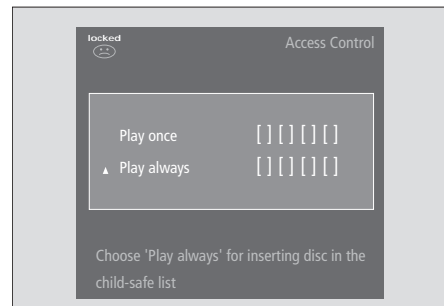 locked
Access Control
Play once [ ] [ ] [ ] [ ]
▲ Play always [ ] [ ] [ ] [ ]
Choose 'Play always' for inserting disc in the
child-safe list